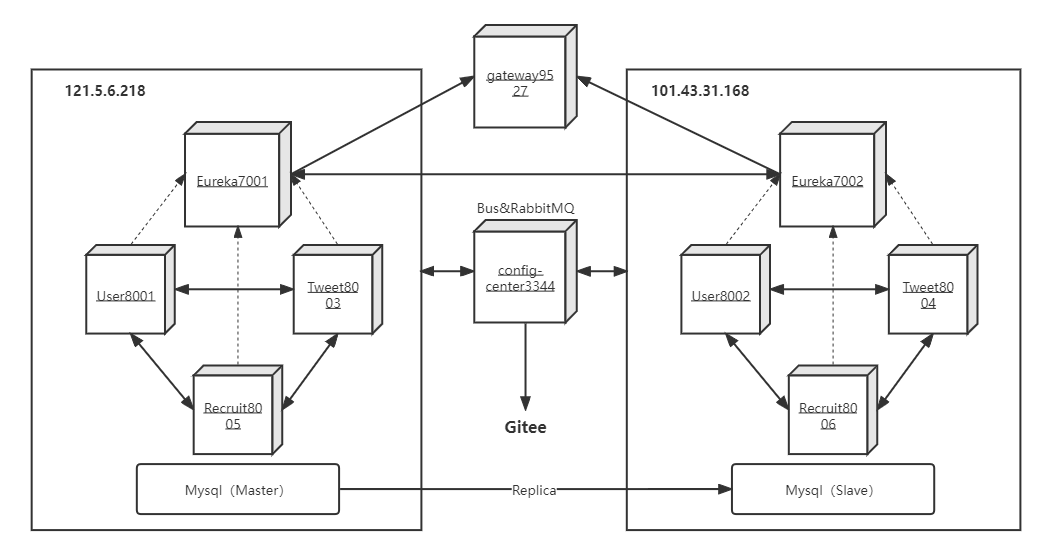 gateway95
27
121.5.6.218
101.43.31.168
Eureka7001
Eureka7002
Bus&RabbitMQ
config-
center3344
User8001
Tweet80
03
User8002
Tweet80
04
Recruit80
05
Gitee
Recruit80
06
Mysql（Master）
Replica
Mysql（Slave）